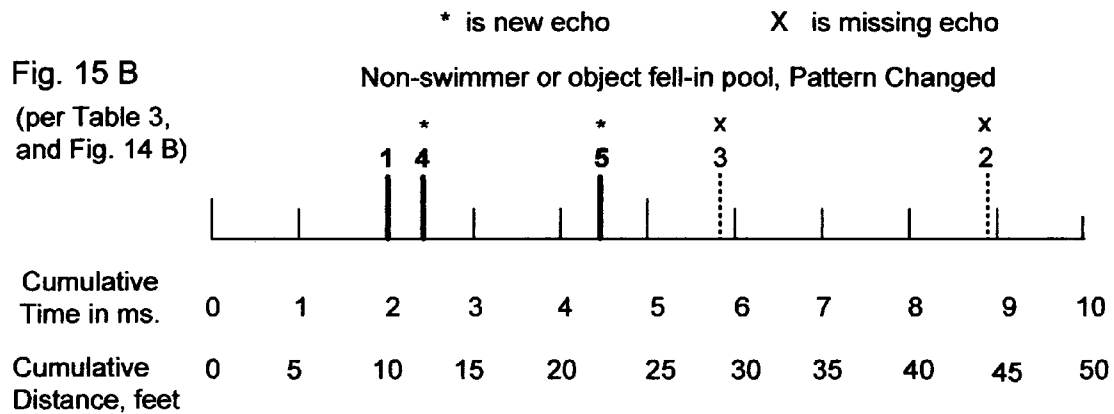 * is new echo X is missing echo
Fig. 15 B
Non-swimmer or object fell-in pool, Pattern Changed
(per Table 3,
and Fig. 14 B)
* * X X
1 4 5 3 2
Cumulative
Time in ms.
0 1 2 3 4 5 6 7 8 9 10
Cumulative
Distance, feet
0 5 10 15 20 25 30 35 40 45 50